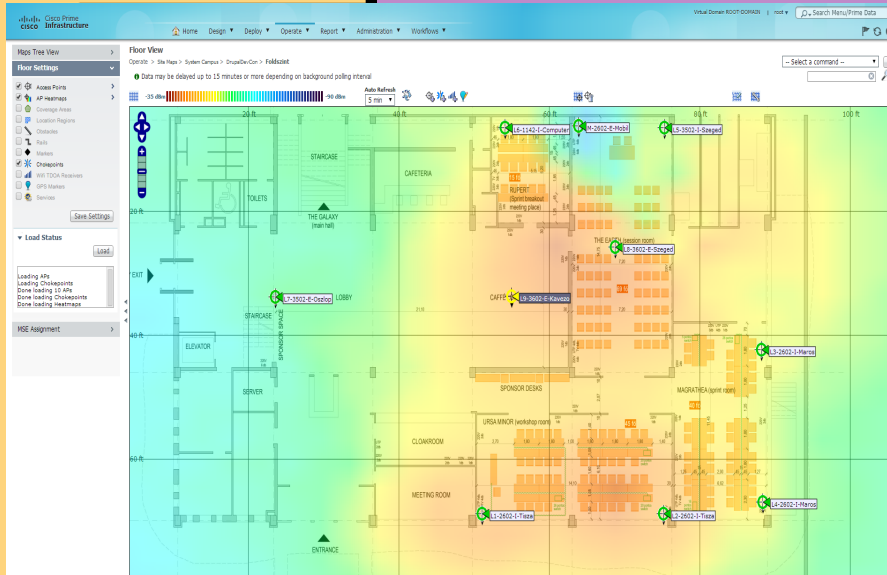 Cisco Prime
CISCO Infrastructure
Virtual Domain ROOT-DOMAIN | root
Search Menu/Prime Data
Home Design Deploy Operate Report Administration Workflows
Maps Tree View
Floor Settings
Access Points
AP Heatmaps
Coverage Areas
Location Regions
Obstacles
Rails
Markers
Chokepoints
Wifi TDOA Receivers
GPS Markers
Services
Save Settings
Load Status
Load
Loading APs
Loading Chokepoints
Done loading 10 APs
Done loading Chokepoints
Done loading Heatmaps
MSE Assignment
Floor View
Operate > Site Maps > System Campus > DrupalDevCon > Foldszint
-- Select a command --
Data may be delayed up to 15 minutes or more depending on background polling interval
-35 dBm
-90 dBm
Auto Refresh
5 min
20 ft
40 ft
60 ft
80 ft
100 ft
L6-1142-I-Computer
M-2602-E-Mobil
L5-3502-I-Szeged
STAIRCASE
CAFETERIA
TOILETS
RUPERT
(Sprint breakout
meeting place)
20 ft
THE GALAXY
(main hall)
THE EARTH (session room)
L8-3602-E-Szeged
EXIT
L7-3502-E-Oszlop
LOBBY
CAFFÉ
L9-3602-E-Kavezo
STAIRCASE
SPONSOR SPACE
40 ft
ELEVATOR
L3-2602-I-Maros
SERVER
SPONSOR DESKS
MAGRATHEA (sprint room)
URSA MINOR (workshop room)
CLOAKROOM
60 ft
MEETING ROOM
L1-2602-I-Tisza
L2-2602-I-Tisza
L4-2602-I-Maros
ENTRANCE